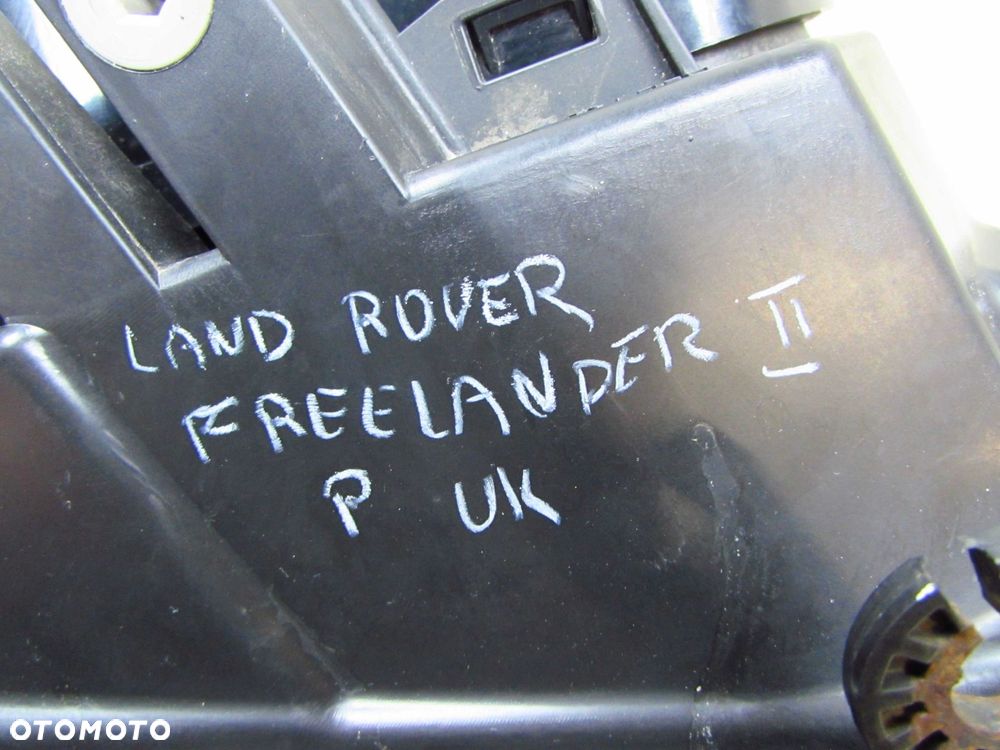 LAND ROVER
FREELANDER II
P UK
OTOMOTO